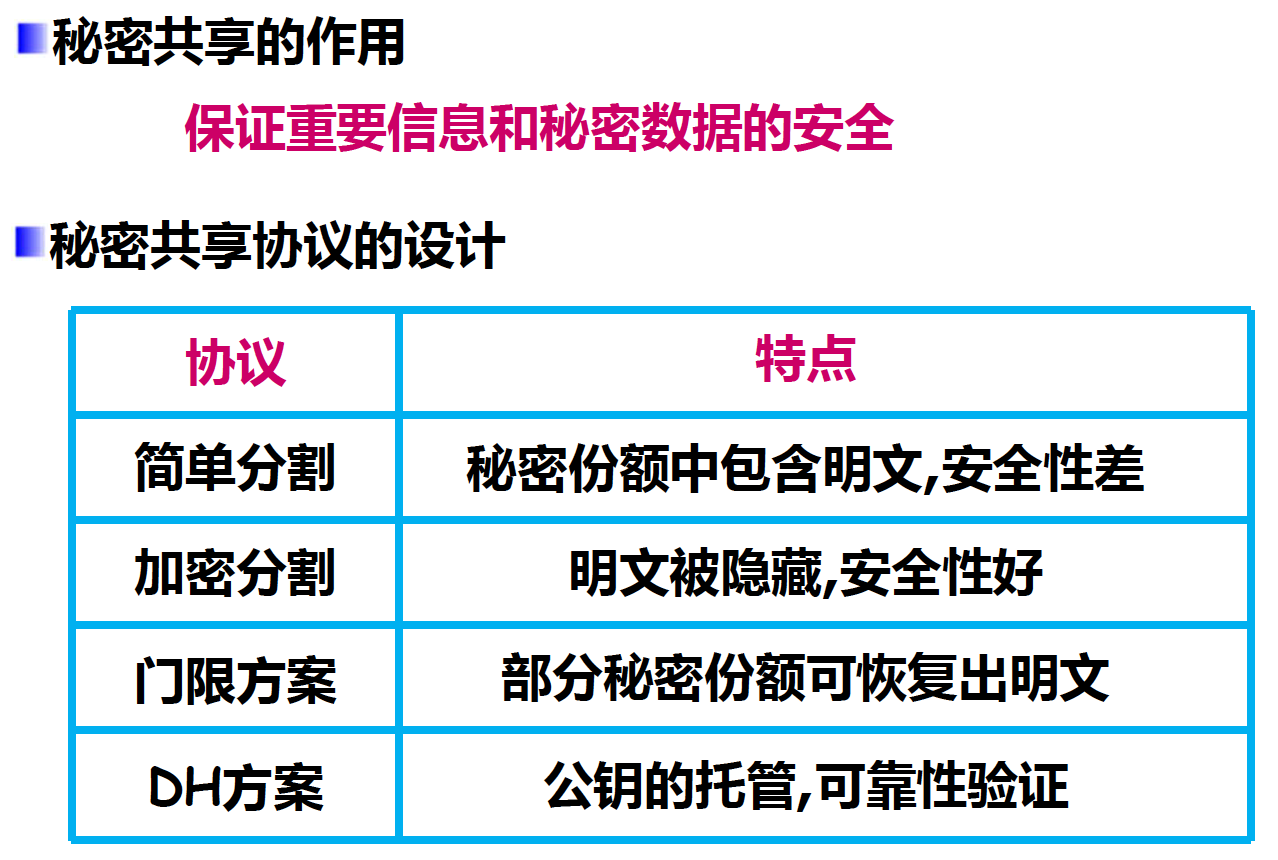 秘密共享的作用
保证重要信息和秘密数据的安全
秘密共享协议的设计
协议 特点
简单分割 秘密份额中包含明文,安全性差
加密分割 明文被隐藏,安全性好
门限方案 部分秘密份额可恢复出明文
DH方案 公钥的托管,可靠性验证